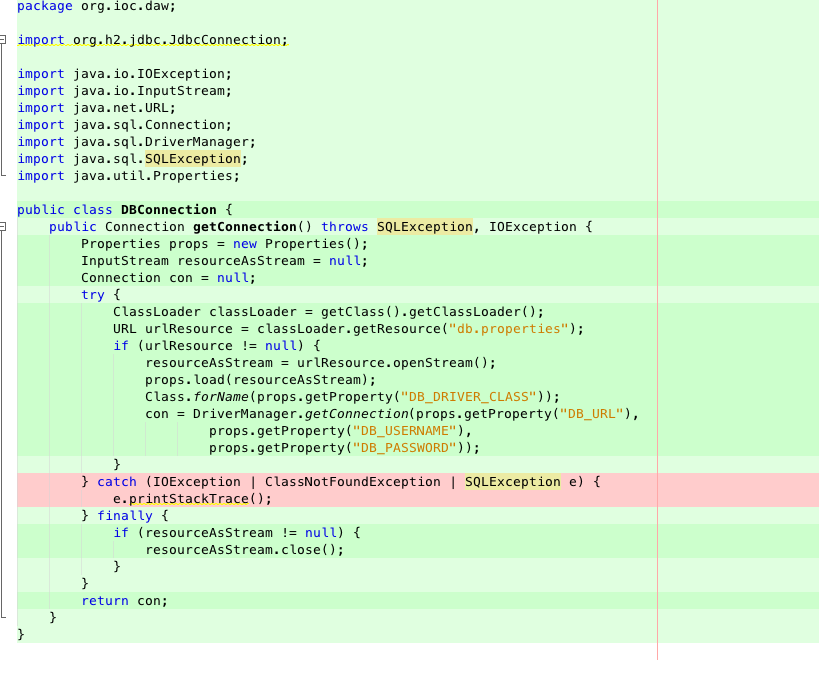 package org.ioc.daw;
import org.h2.jdbc.JdbcConnection;
import java.io.IOException;
import java.io.InputStream;
import java.net.URL;
import java.sql.Connection;
import java.sql.DriverManager;
import java.sql.SQLException;
import java.util.Properties;
public class DBConnection {
    public Connection getConnection() throws SQLException, IOException {
        Properties props = new Properties();
        InputStream resourceAsStream = null;
        Connection con = null;
        try {
            ClassLoader classLoader = getClass().getClassLoader();
            URL urlResource = classLoader.getResource("db.properties");
            if (urlResource != null) {
                resourceAsStream = urlResource.openStream();
                props.load(resourceAsStream);
                Class.forName(props.getProperty("DB_DRIVER_CLASS"));
                con = DriverManager.getConnection(props.getProperty("DB_URL"),
                        props.getProperty("DB_USERNAME"),
                        props.getProperty("DB_PASSWORD"));
            }
        } catch (IOException | ClassNotFoundException | SQLException e) {
            e.printStackTrace();
        } finally {
            if (resourceAsStream != null) {
                resourceAsStream.close();
            }
        }
        return con;
    }
}